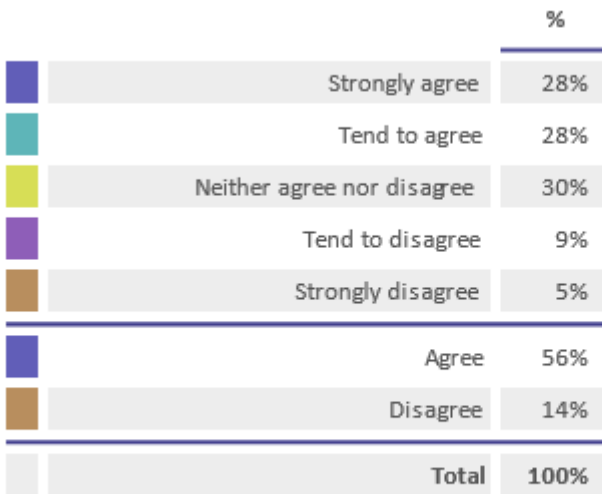 %
Strongly agree 28%
Tend to agree 28%
Neither agree nor disagree 30%
Tend to disagree 9%
Strongly disagree 5%
Agree 56%
Disagree 14%
Total 100%